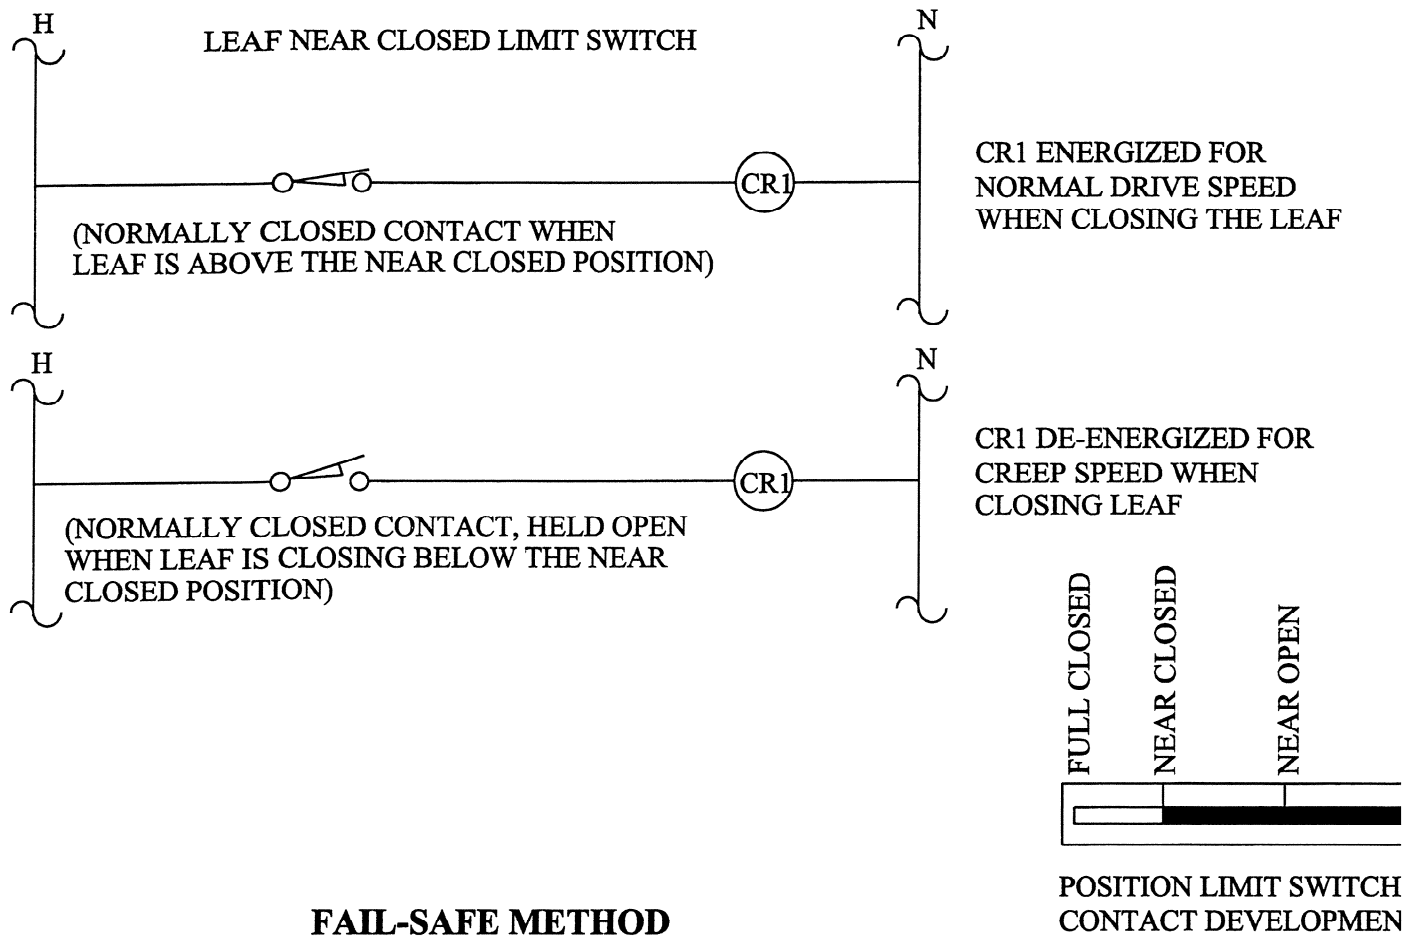 H
LEAF NEAR CLOSED LIMIT SWITCH
N
CR1
CR1 ENERGIZED FOR
NORMAL DRIVE SPEED
WHEN CLOSING THE LEAF
(NORMALLY CLOSED CONTACT WHEN
LEAF IS ABOVE THE NEAR CLOSED POSITION)
H
N
CR1
CR1 DE-ENERGIZED FOR
CREEP SPEED WHEN
CLOSING LEAF
(NORMALLY CLOSED CONTACT, HELD OPEN
WHEN LEAF IS CLOSING BELOW THE NEAR
CLOSED POSITION)
FULL CLOSED
NEAR CLOSED
NEAR OPEN
POSITION LIMIT SWITCH
CONTACT DEVELOPMEN
FAIL-SAFE METHOD